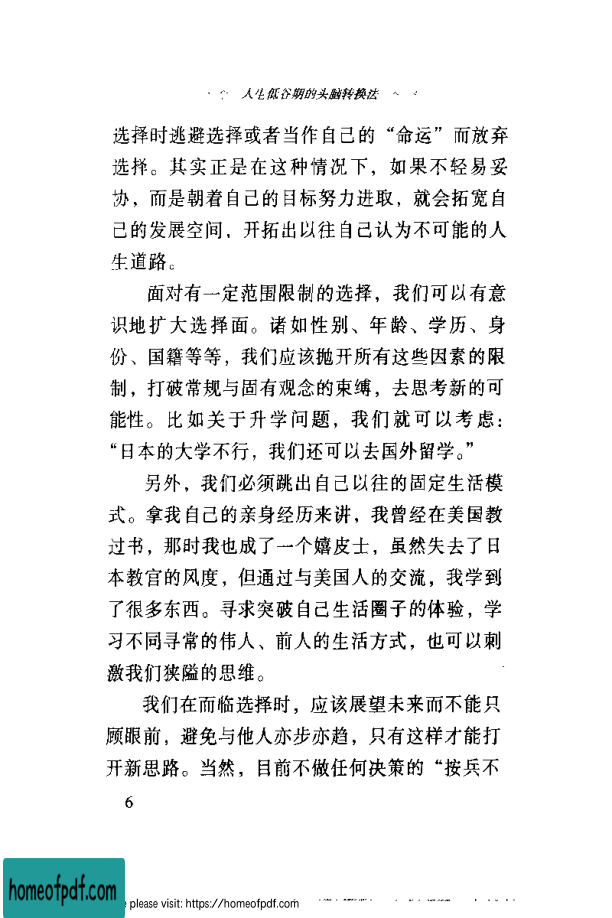 人生低谷期的头脑转换法
选择时逃避选择或者当作自己的“命运”而放弃
选择。其实正是在这种情况下，如果不轻易妥
协，而是朝着自己的目标努力进取，就会拓宽自
己的发展空间，开拓出以往自己认为不可能的人
生道路。
面对有一定范围限制的选择，我们可以有意
识地扩大选择面。诸如性别、年龄、学历、身
份、国籍等等，我们应该抛开所有这些因素的限
制，打破常规与固有观念的束缚，去思考新的可
能性。比如关于升学问题，我们就可以考虑：
“日本的大学不行，我们还可以去国外留学。”
另外，我们必须跳出自己以往的固定生活模
式。拿我自己的亲身经历来讲，我曾经在美国教
过书，那时我也成了一个嬉皮士，虽然失去了日
本教官的风度，但通过与美国人的交流，我学到
了很多东西。寻求突破自己生活圈子的体验，学
习不同寻常的伟人、前人的生活方式，也可以刺
激我们狭隘的思维。
我们在而临选择时，应该展望未来而不能只
顾眼前，避免与他人亦步亦趋，只有这样才能打
开新思路。当然，目前不做任何决策的“按兵不
6
homeofpdf.com
please visit: https://homeofpdf.com